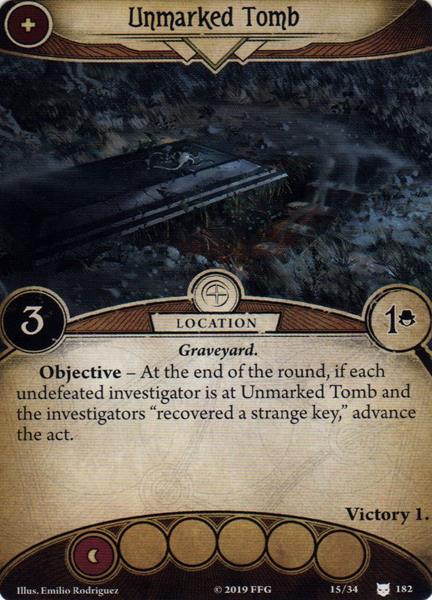 Unmarked Tomb
3
LOCATION
1
Graveyard.
Objective – At the end of the round, if each
undefeated investigator is at Unmarked Tomb and
the investigators “recovered a strange key,” advance
the act.
Victory 1.
Illus. Emilio Rodriguez
© 2019 FFG
15/34
182